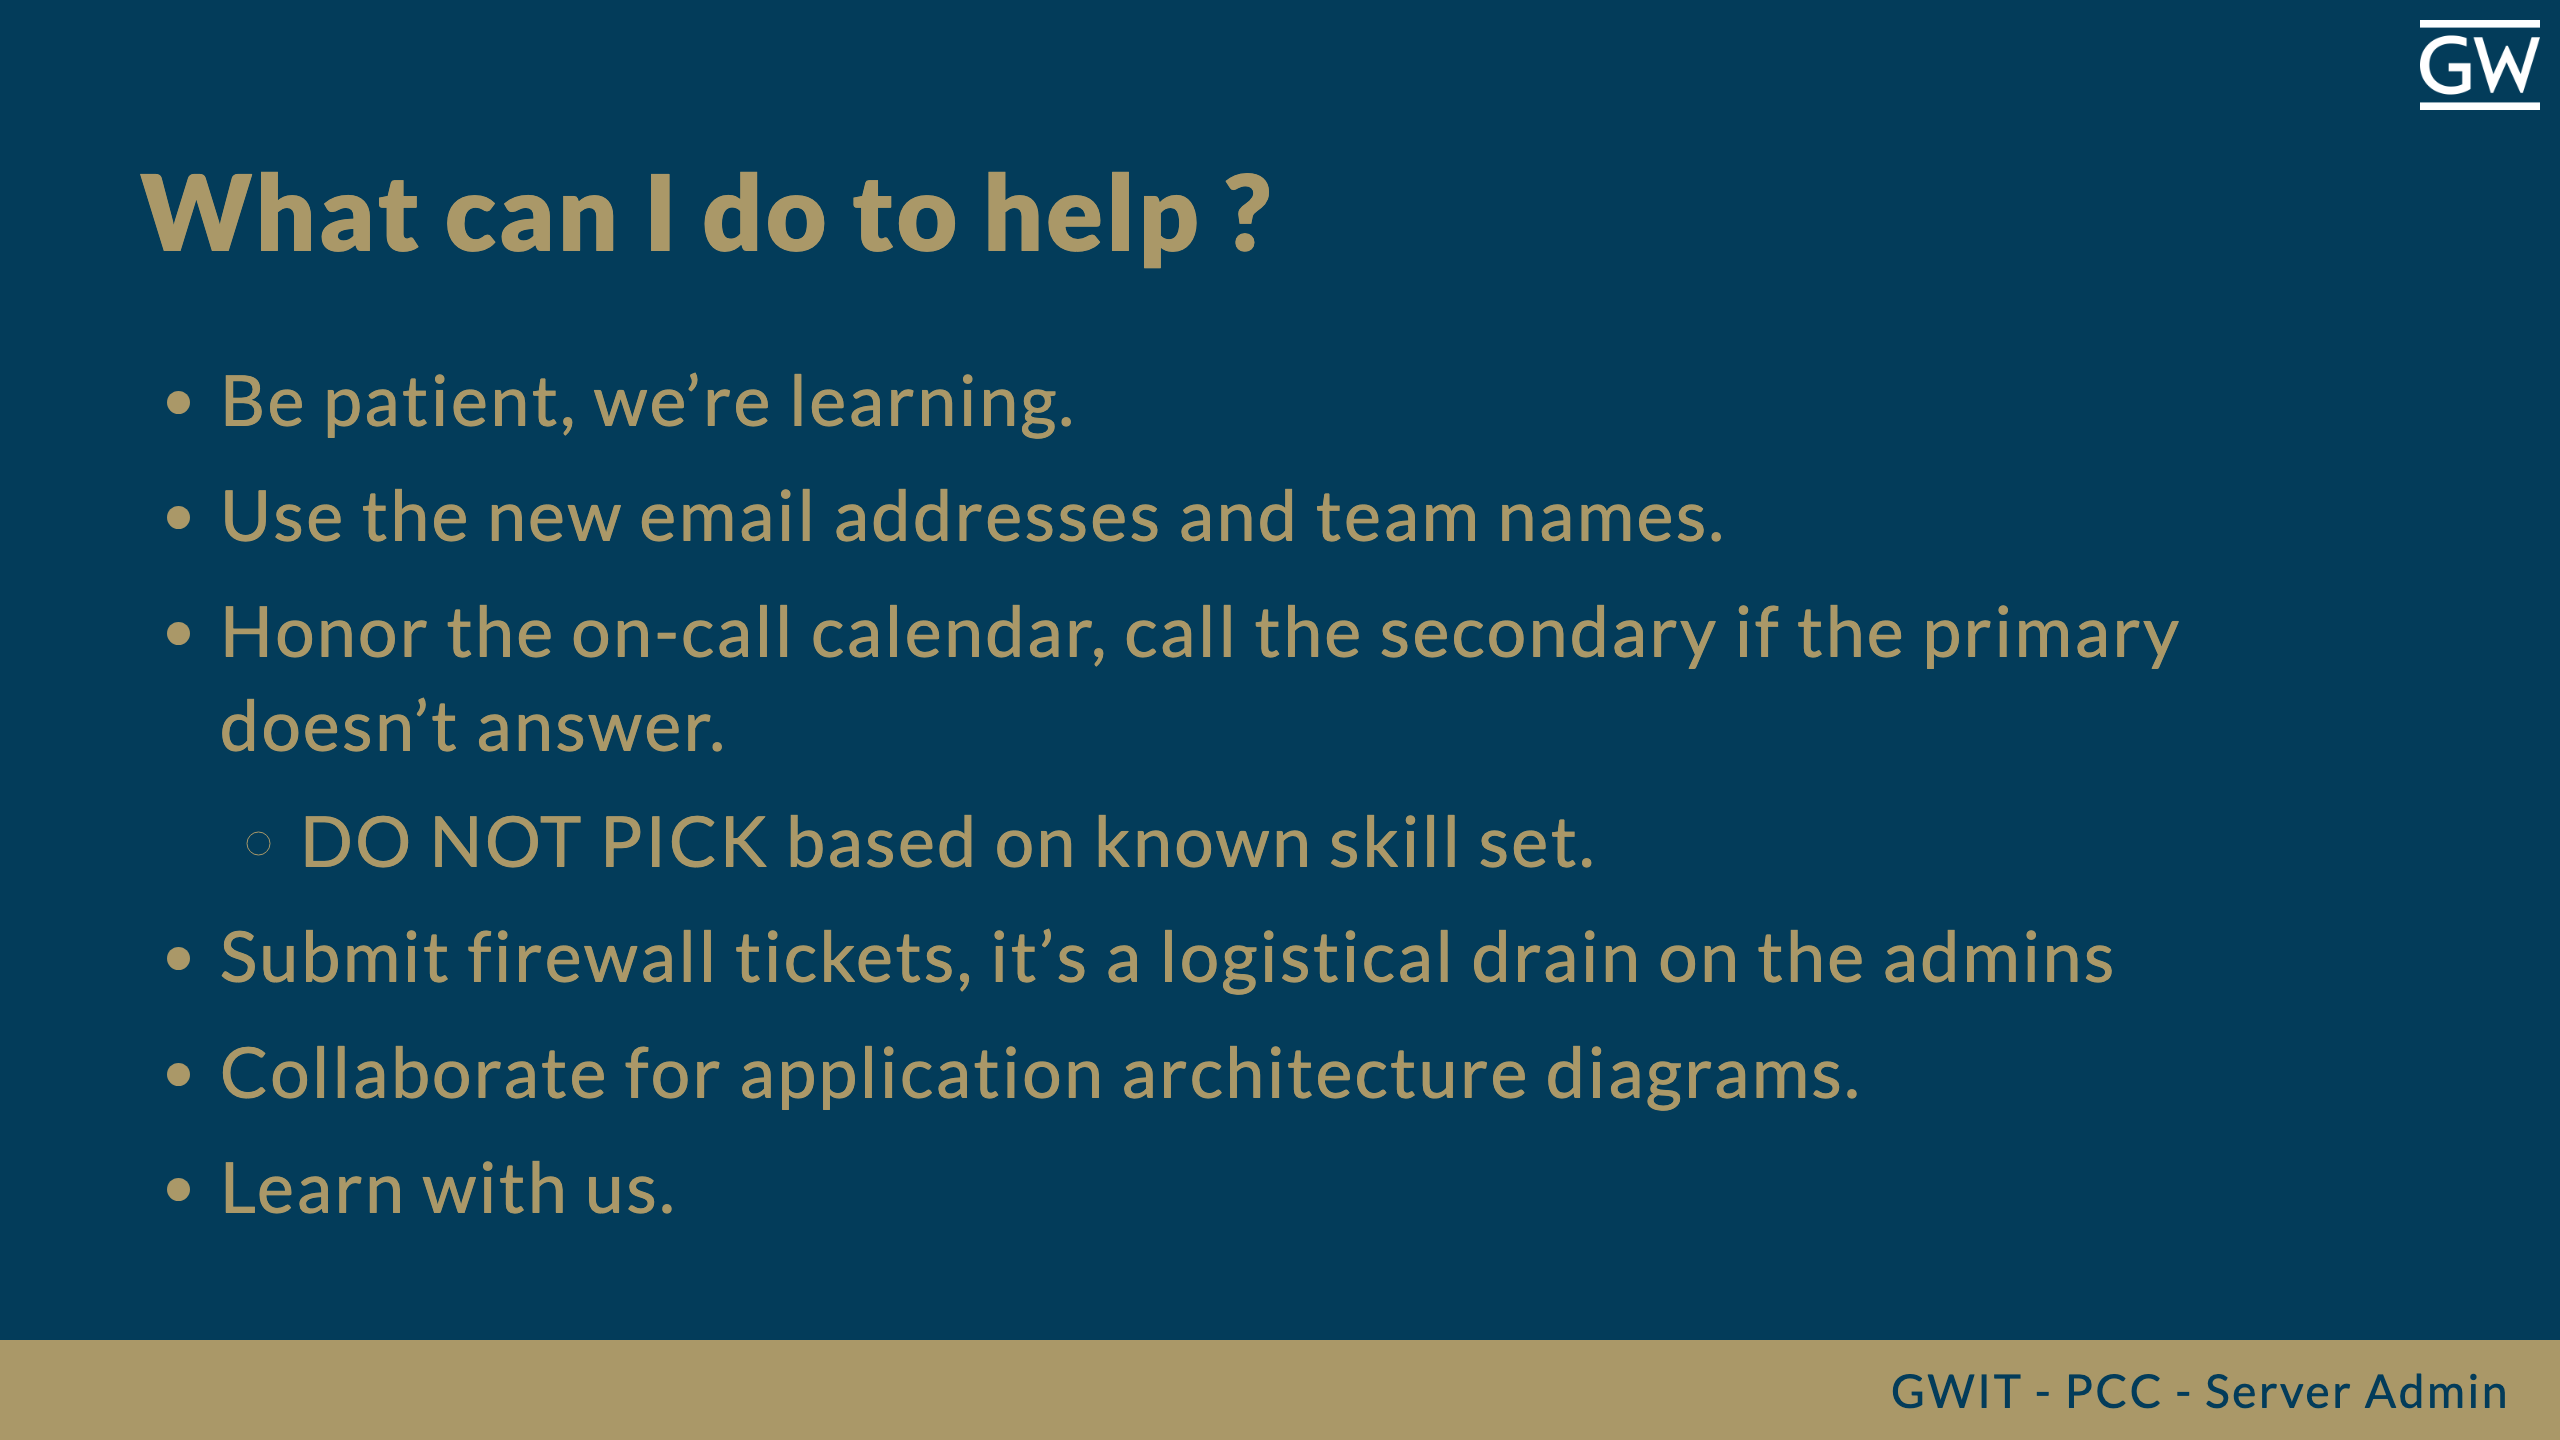 GW
What can I do to help ?
• Be patient, we’re learning.
• Use the new email addresses and team names.
• Honor the on-call calendar, call the secondary if the primary
doesn’t answer.
○ DO NOT PICK based on known skill set.
• Submit firewall tickets, it’s a logistical drain on the admins
• Collaborate for application architecture diagrams.
• Learn with us.
GWIT - PCC - Server Admin